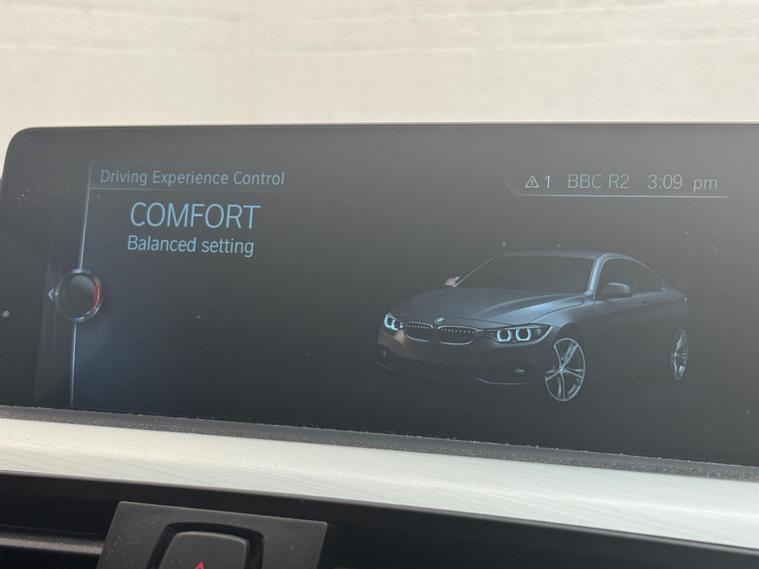 Driving Experience Control
1 BBC R2 3:09 pm
COMFORT
Balanced setting